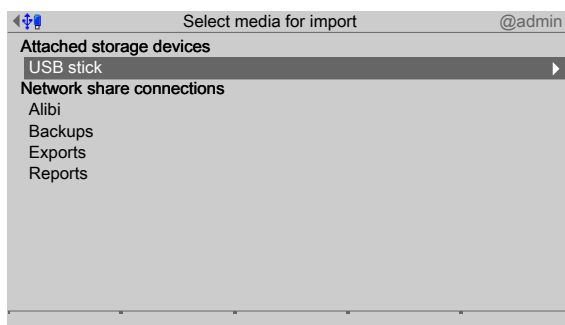 Select media for import
@admin
Attached storage devices
USB stick
Network share connections
Alibi
Backups
Exports
Reports